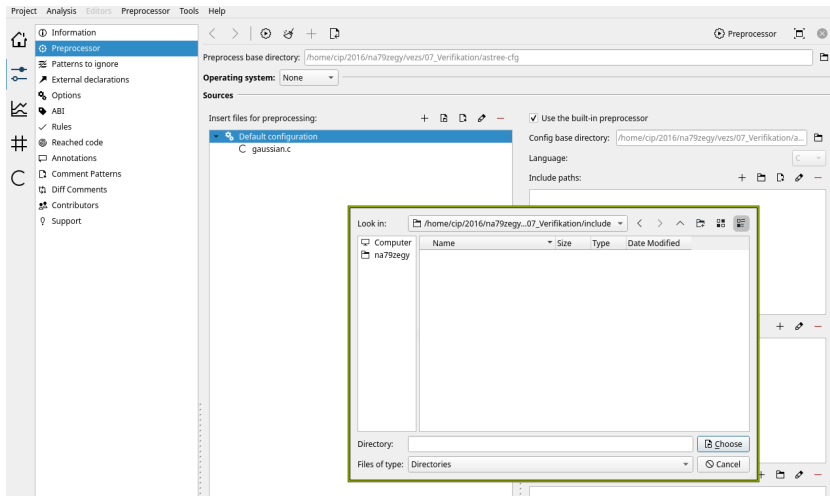 Project Analysis Editors Preprocessor Tools Help
Information
Preprocessor
Patterns to ignore
External declarations
Options
ABI
Rules
Reached code
Annotations
Comment Patterns
Diff Comments
Contributors
Support
Preprocessor
Preprocess base directory: /home/cip/2016/na79zegy/vezs/07_Verifikation/astree-cfg
Operating system: None
Sources
Insert files for preprocessing:
Default configuration
C gaussian.c
Use the built-in preprocessor
Config base directory: /home/cip/2016/na79zegy/vezs/07_Verifikation/a...
Language: C
Include paths:
Look in: /home/cip/2016/na79zegy...07_Verifikation/include
Computer
na79zegy
Name Size Type Date Modified
Directory: Choose
Files of type: Directories Cancel